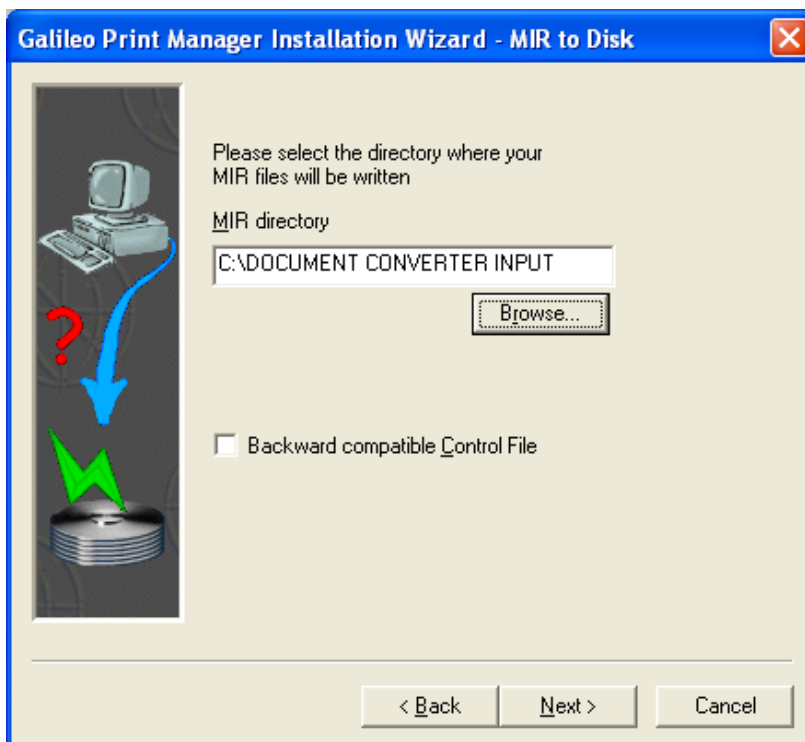 Galileo Print Manager Installation Wizard - MIR to Disk
Please select the directory where your
MIR files will be written
MIR directory
C:\DOCUMENT CONVERTER INPUT
Browse...
Backward compatible Control File
< Back Next > Cancel